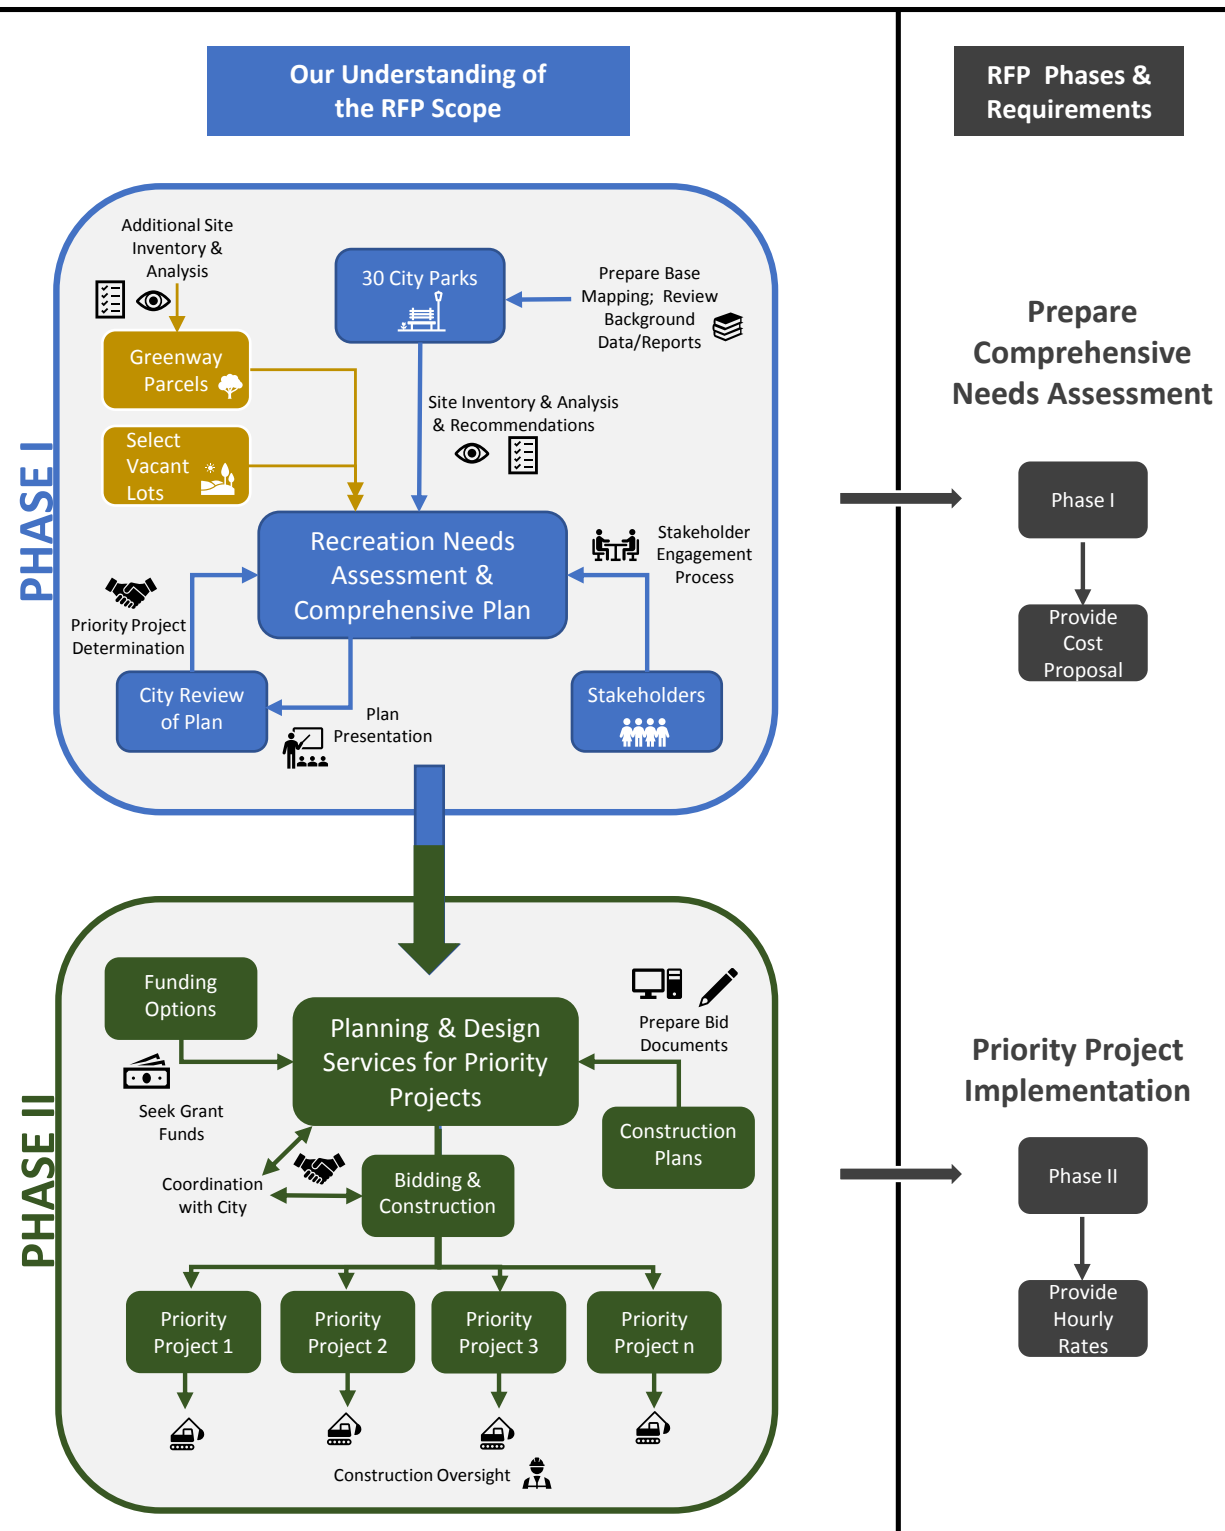 Our Understanding of
the RFP Scope
RFP Phases &
Requirements
PHASE I
Additional Site
Inventory &
Analysis
30 City Parks
Prepare Base
Mapping; Review
Background
Data/Reports
Greenway
Parcels
Select
Vacant
Lots
Site Inventory & Analysis
& Recommendations
Recreation Needs
Assessment &
Comprehensive Plan
Stakeholder
Engagement
Process
Priority Project
Determination
City Review
of Plan
Plan
Presentation
Stakeholders
Prepare
Comprehensive
Needs Assessment
Phase I
Provide
Cost
Proposal
PHASE II
Funding
Options
Planning & Design
Services for Priority
Projects
Prepare Bid
Documents
Seek Grant
Funds
Construction
Plans
Coordination
with City
Bidding &
Construction
Priority
Project 1
Priority
Project 2
Priority
Project 3
Priority
Project n
Construction Oversight
Priority Project
Implementation
Phase II
Provide
Hourly
Rates